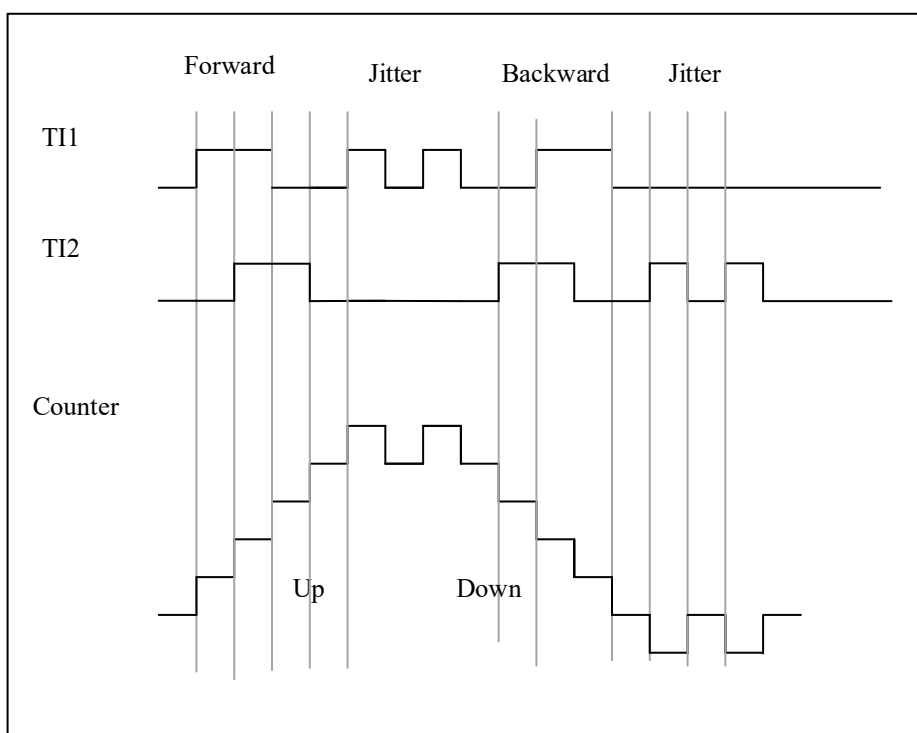 Forward
Jitter
Backward
Jitter
TI1
TI2
Counter
Up
Down